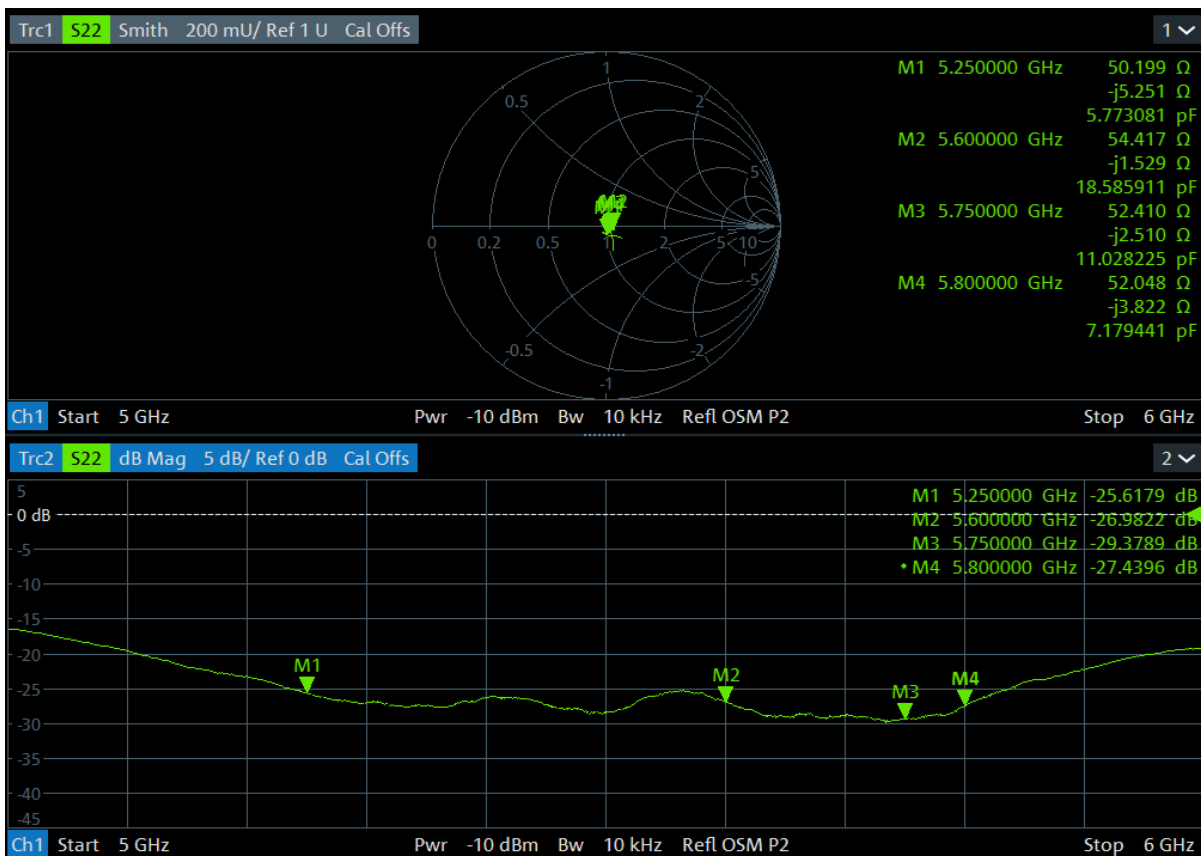 Trc1 S22 Smith 200 mU/ Ref 1 U Cal Offs 1
M1 5.250000 GHz 50.199 Ω
-j5.251 Ω
5.773081 pF
M2 5.600000 GHz 54.417 Ω
-j1.529 Ω
18.585911 pF
M3 5.750000 GHz 52.410 Ω
-j2.510 Ω
11.028225 pF
M4 5.800000 GHz 52.048 Ω
-j3.822 Ω
7.179441 pF
1
0.5 2
5
0 0.2 0.5 1 2 5 10
-5
-0.5 -2
-1
Ch1 Start 5 GHz Pwr -10 dBm Bw 10 kHz Refl OSM P2 Stop 6 GHz
Trc2 S22 dB Mag 5 dB/ Ref 0 dB Cal Offs 2
M1 5.250000 GHz -25.6179 dB
M2 5.600000 GHz -26.9822 dB
M3 5.750000 GHz -29.3789 dB
M4 5.800000 GHz -27.4396 dB
5
0 dB
-5
-10
-15
-20
-25
-30
-35
-40
-45
M1
M2
M3
M4
Ch1 Start 5 GHz Pwr -10 dBm Bw 10 kHz Refl OSM P2 Stop 6 GHz